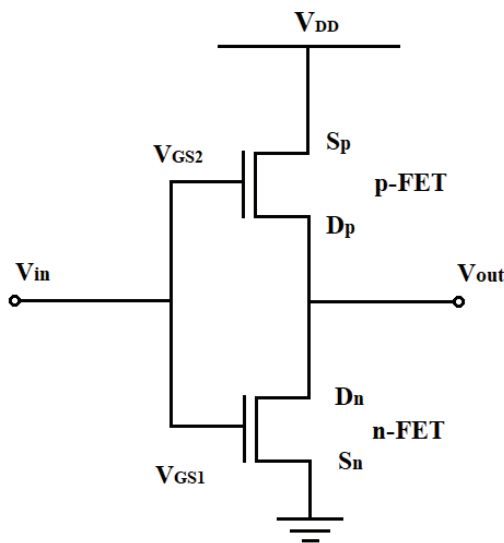 VDD
Sp
VGS2
p-FET
Dp
Vin
Vout
Dn
n-FET
Sn
VGS1